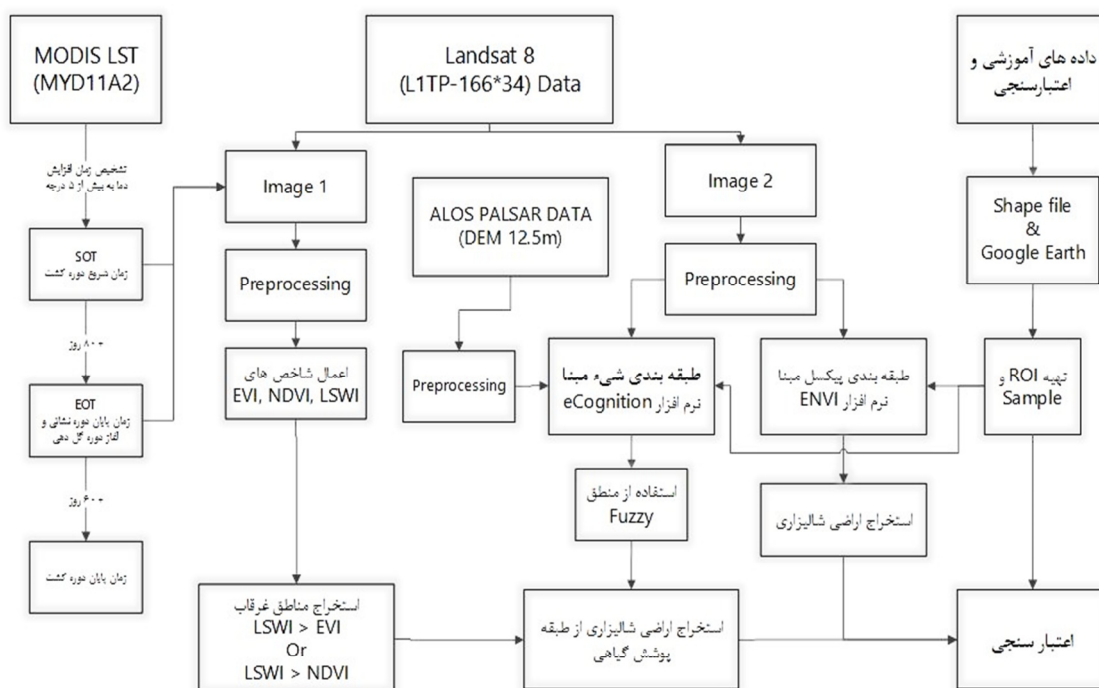 MODIS LST
(MYD11A2)
Landsat 8
(L1TP-166*34) Data
داده های آموزشی و
اعتبارسنجی
تشخیص زمان افزایش
دما به بیش از ۵ درجه
Image 1
Image 2
ALOS PALSAR DATA
(DEM 12.5m)
Shape file
&
Google Earth
SOT
زمان شروع دوره کشت
Preprocessing
Preprocessing
+۸۰ روز
اعمال شاخص های
EVI, NDVI, LSWI
Preprocessing
طبقه بندی شیء مبنا
نرم افزار eCognition
طبقه بندی پیکسل مبنا
نرم افزار ENVI
تهیه ROI و
Sample
EOT
زمان پایان دوره نشائی و
آغاز دوره گل دهی
+۶۰ روز
استفاده از منطق
Fuzzy
استخراج اراضی شالیزاری
زمان پایان دوره کشت
استخراج مناطق غرقاب
LSWI > EVI
Or
LSWI > NDVI
استخراج اراضی شالیزاری از طبقه
پوشش گیاهی
اعتبار سنجی